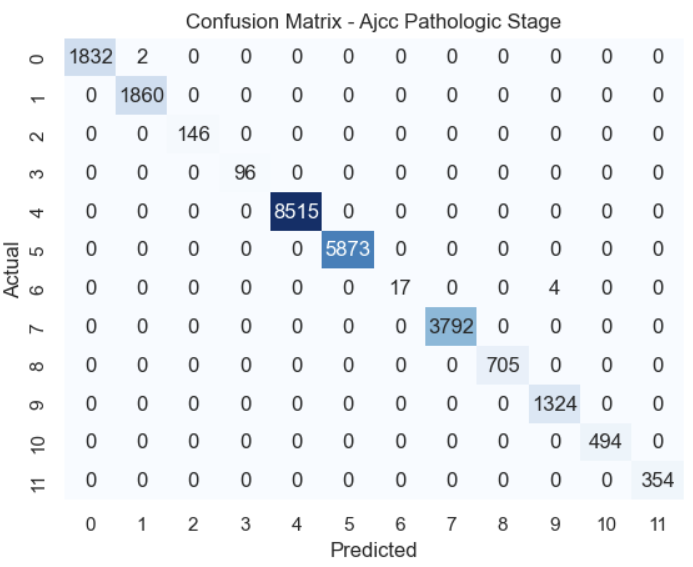 Confusion Matrix - Ajcc Pathologic Stage
Actual
0 1832 2 0 0 0 0 0 0 0 0 0 0
1 0 1860 0 0 0 0 0 0 0 0 0 0
2 0 0 146 0 0 0 0 0 0 0 0 0
3 0 0 0 96 0 0 0 0 0 0 0 0
4 0 0 0 0 8515 0 0 0 0 0 0 0
5 0 0 0 0 0 5873 0 0 0 0 0 0
6 0 0 0 0 0 0 17 0 0 4 0 0
7 0 0 0 0 0 0 0 3792 0 0 0 0
8 0 0 0 0 0 0 0 0 705 0 0 0
9 0 0 0 0 0 0 0 0 0 1324 0 0
10 0 0 0 0 0 0 0 0 0 0 494 0
11 0 0 0 0 0 0 0 0 0 0 0 354
0 1 2 3 4 5 6 7 8 9 10 11
Predicted